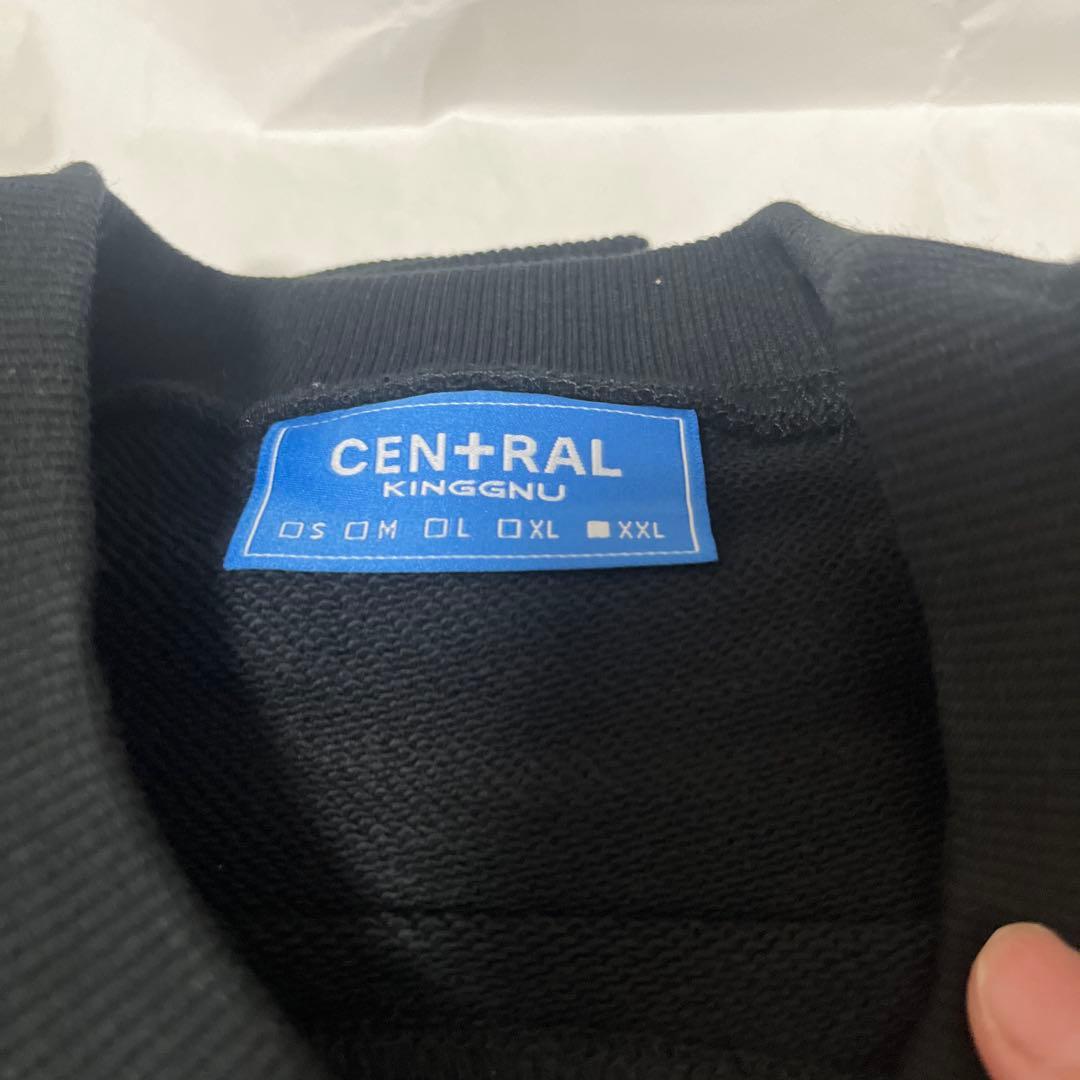 CEN+RAL
KINGGNU
□S □M □L □XL ■XXL